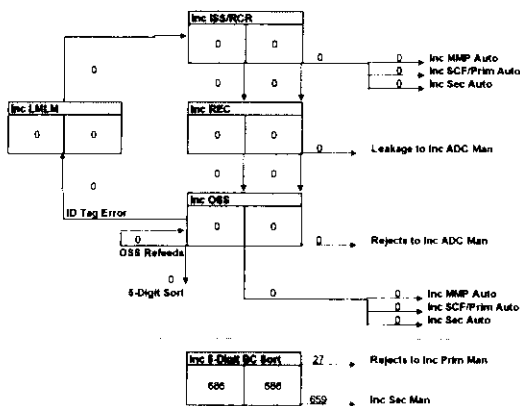 Inc ISS/RCR
0 0
0
0 Inc MMP Auto
0 Inc SCF/Prim Auto
0 Inc Sec Auto
0
0 0
Inc LMLM
0 0
Inc REC
0 0
0 Leakage to Inc ADC Man
0 0
0
ID Tag Error
Inc OSS
0 0
0
OSS Refeeds
0 Rejects to Inc ADC Man
0
5-Digit Sort
0
0 Inc MMP Auto
0 Inc SCF/Prim Auto
0 Inc Sec Auto
Inc 5-Digit BC Sort
27 Rejects to Inc Prim Man
686 686
659 Inc Sec Man